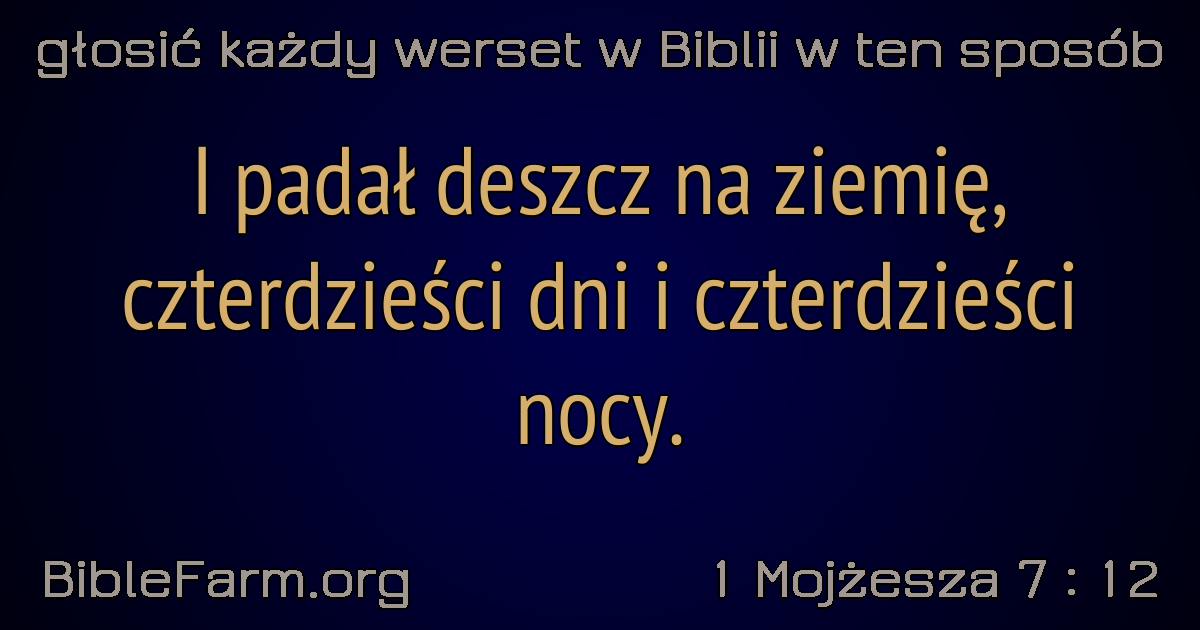 głosić każdy werset w Biblii w ten sposób
I padał deszcz na ziemię,
czterdzieści dni i czterdzieści
nocy.
BibleFarm.org
1 Mojżesza 7 : 12